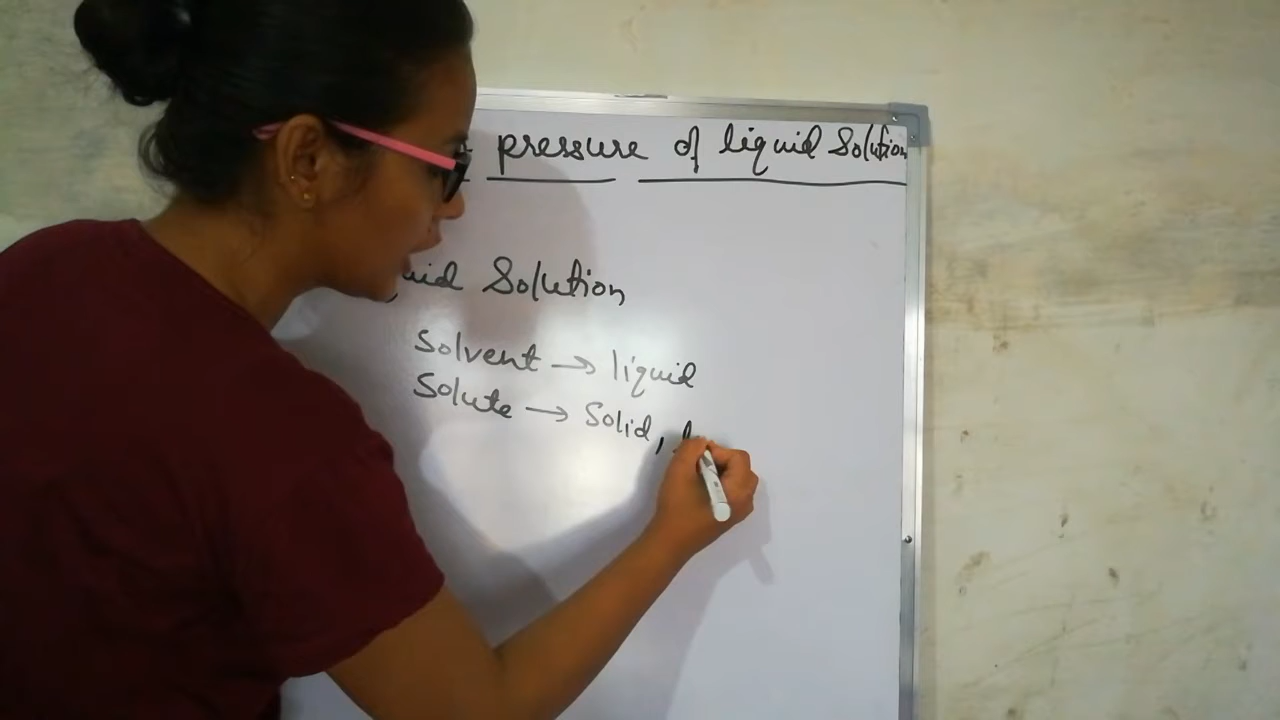 pressure of liquid Solution
Solution
Solvent → liquid
Solute → Solid,